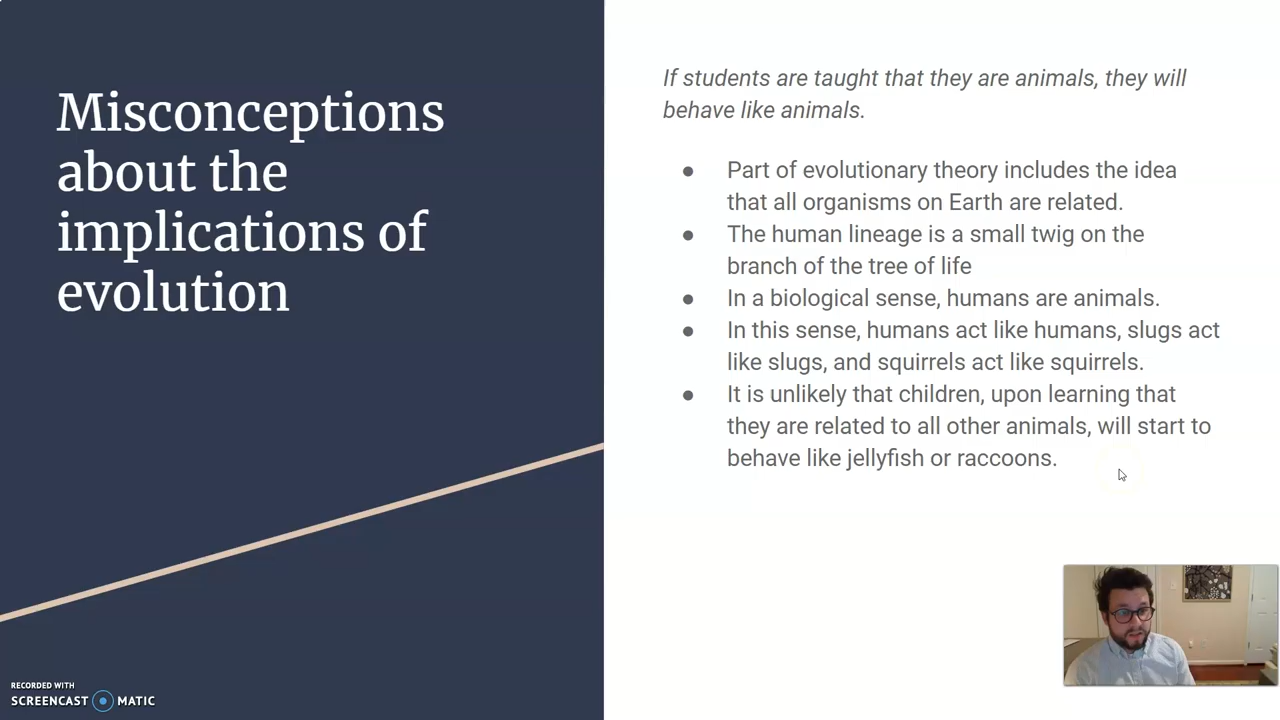 Misconceptions
about the
implications of
evolution
If students are taught that they are animals, they will
behave like animals.
● Part of evolutionary theory includes the idea
that all organisms on Earth are related.
● The human lineage is a small twig on the
branch of the tree of life
● In a biological sense, humans are animals.
● In this sense, humans act like humans, slugs act
like slugs, and squirrels act like squirrels.
● It is unlikely that children, upon learning that
they are related to all other animals, will start to
behave like jellyfish or raccoons.
RECORDED WITH
SCREENCAST MATIC